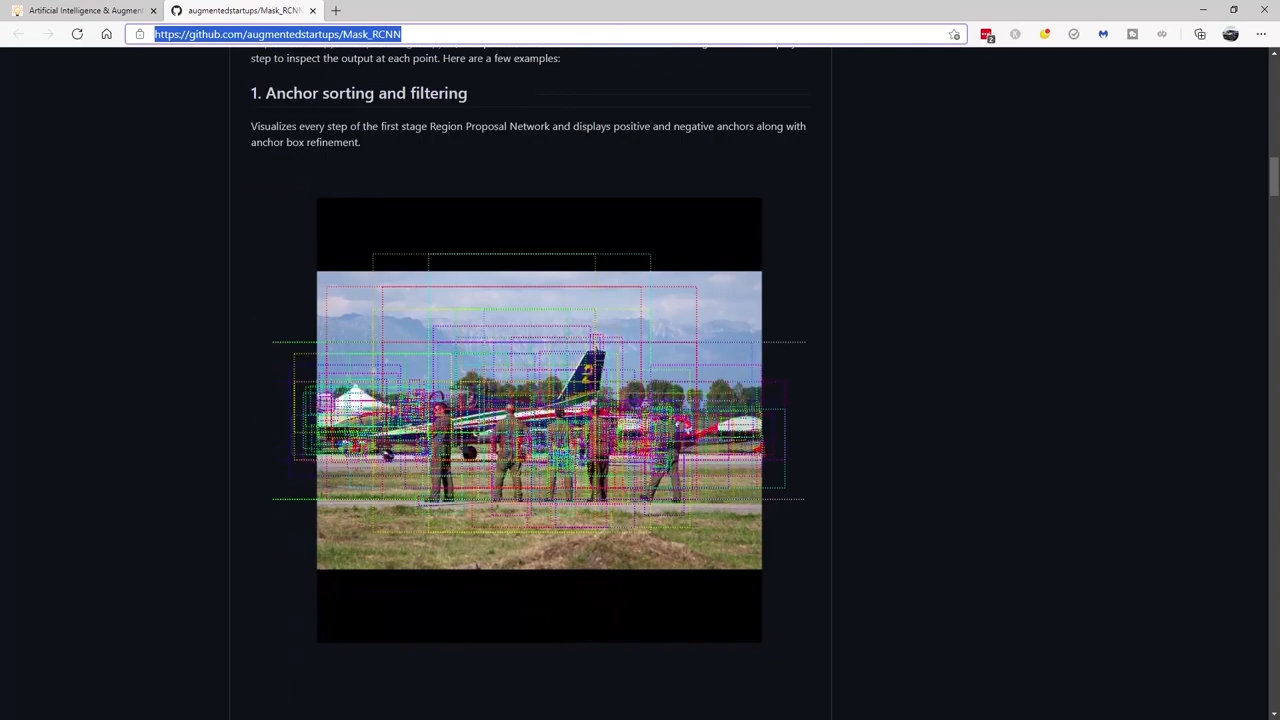 Artificial Intelligence & Augment
augmentedstartups/Mask_RCNN
https://github.com/augmentedstartups/Mask_RCNN
step to inspect the output at each point. Here are a few examples:
1. Anchor sorting and filtering
Visualizes every step of the first stage Region Proposal Network and displays positive and negative anchors along with
anchor box refinement.